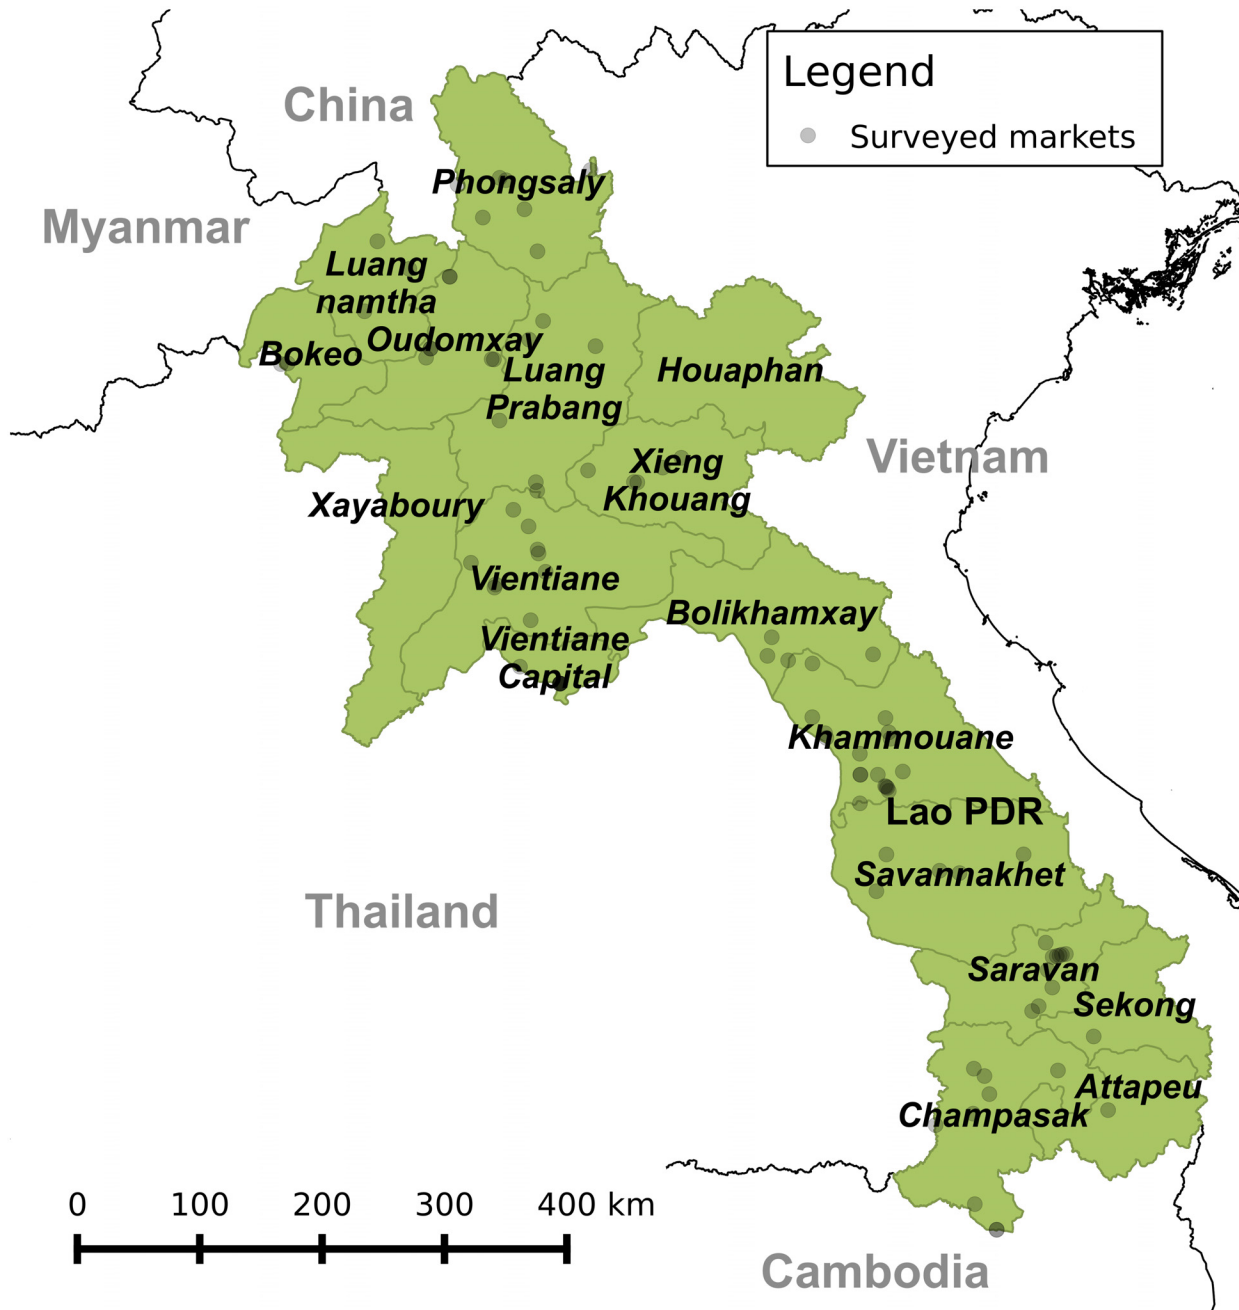 Legend
Surveyed markets
China
Phongsaly
Myanmar
Luang
namtha
Oudomxay
Bokeo
Luang
Prabang
Houaphan
Vietnam
Xieng
Khouang
Xayaboury
Vientiane
Bolikhamxay
Vientiane
Capital
Khammouane
Lao PDR
Savannakhet
Thailand
Saravan
Sekong
Attapeu
Champasak
0 100 200 300 400 km
Cambodia